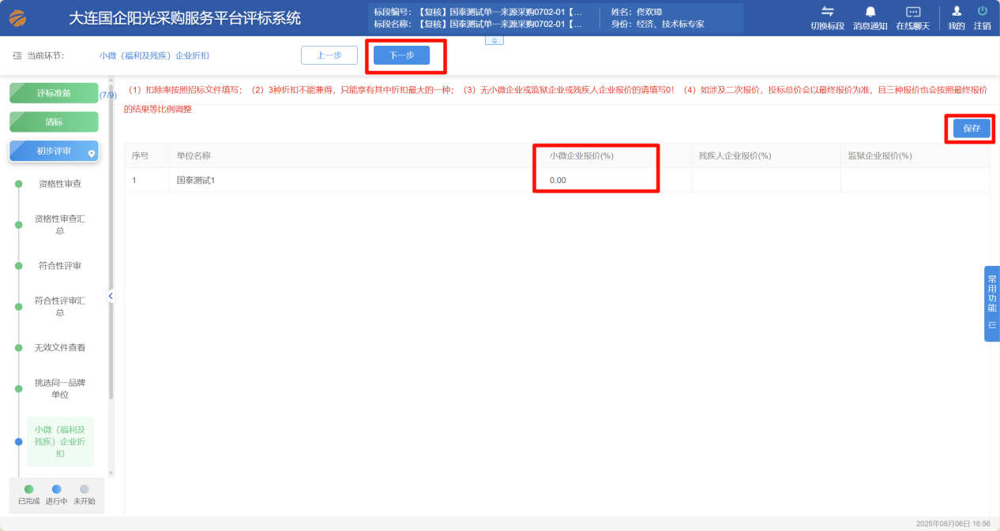 大连国企阳光采购服务平台评标系统
标段编号：【复核】国泰测试单一来源采购0702-01【...
标段名称：【复核】国泰测试单一来源采购0702-01【...
姓名：佟欢璋
身份：经济、技术标专家
切换标段
消息通知
在线聊天
我的
注销
当前环节：
小微（福利及残疾）企业折扣
上一步
下一步
评标准备
(7/9)
清标
初步评审
资格性审查
资格性审查汇
总
符合性评审
符合性评审汇
总
无效文件查看
挑选同一品牌
单位
小微（福利及
残疾）企业折
扣
已完成
进行中
未开始
（1）扣除率按照招标文件填写；（2）3种折扣不能兼得，只能享有其中折扣最大的一种；（3）无小微企业或监狱企业或残疾人企业报价的请填写0！（4）如涉及二次报价，投标总价会以最终报价为准，且三种报价也会按照最终报价
的结果等比例调整
保存
序号
单位名称
小微企业报价(%)
残疾人企业报价(%)
监狱企业报价(%)
1
国泰测试1
0.00
常用功能
2025年08月06日 16:56